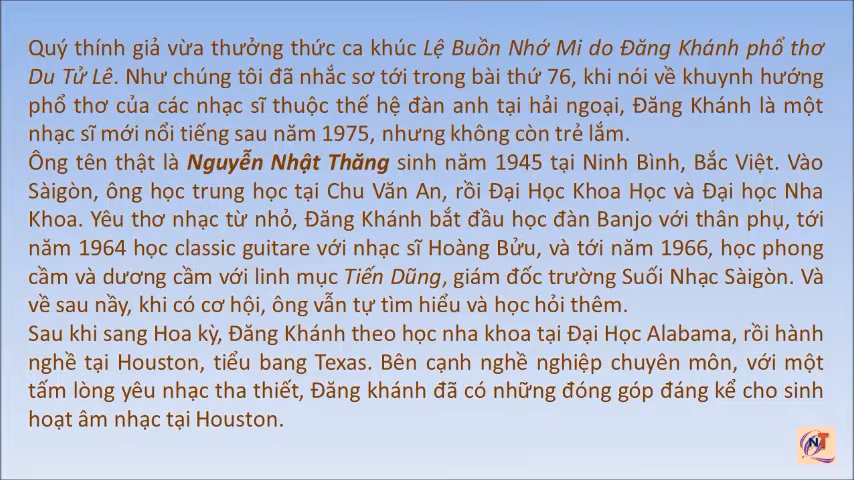 Quý thính giả vừa thưởng thức ca khúc Lệ Buồn Nhớ Mi do Đăng Khánh phổ thơ
Du Tử Lê. Như chúng tôi đã nhắc sơ tới trong bài thứ 76, khi nói về khuynh hướng
phổ thơ của các nhạc sĩ thuộc thế hệ đàn anh tại hải ngoại, Đăng Khánh là một
nhạc sĩ mới nổi tiếng sau năm 1975, nhưng không còn trẻ lắm.
Ông tên thật là Nguyễn Nhật Thăng sinh năm 1945 tại Ninh Bình, Bắc Việt. Vào
Sàigòn, ông học trung học tại Chu Văn An, rồi Đại Học Khoa Học và Đại học Nha
Khoa. Yêu thơ nhạc từ nhỏ, Đăng Khánh bắt đầu học đàn Banjo với thân phụ, tới
năm 1964 học classic guitare với nhạc sĩ Hoàng Bửu, và tới năm 1966, học phong
cầm và dương cầm với linh mục Tiến Dũng, giám đốc trường Suối Nhạc Sàigòn. Và
về sau nầy, khi có cơ hội, ông vẫn tự tìm hiểu và học hỏi thêm.
Sau khi sang Hoa kỳ, Đăng Khánh theo học nha khoa tại Đại Học Alabama, rồi hành
nghề tại Houston, tiểu bang Texas. Bên cạnh nghề nghiệp chuyên môn, với một
tấm lòng yêu nhạc tha thiết, Đăng khánh đã có những đóng góp đáng kể cho sinh
hoạt âm nhạc tại Houston.
NT